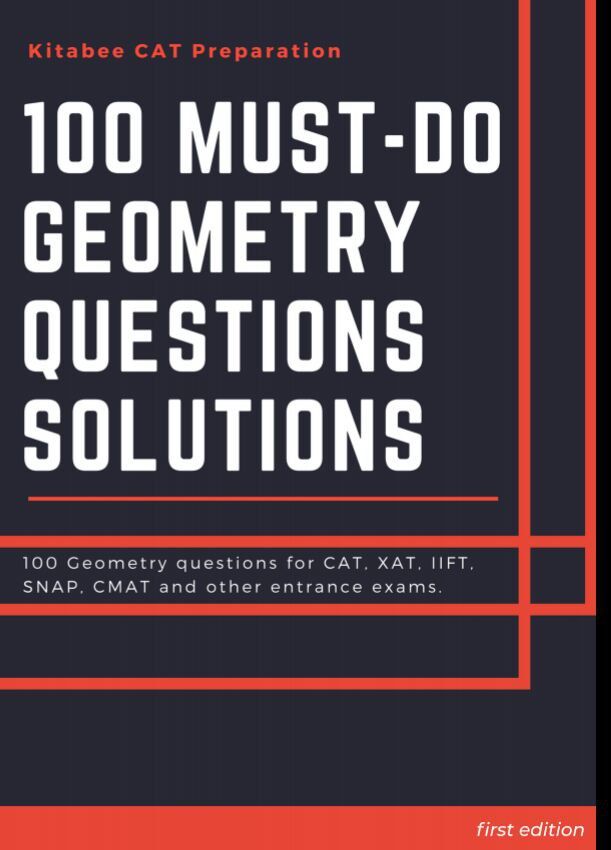 Kitabee CAT Preparation
100 MUST-DO
GEOMETRY
QUESTIONS
SOLUTIONS
100 Geometry questions for CAT, XAT, IIFT,
SNAP, CMAT and other entrance exams.
first edition